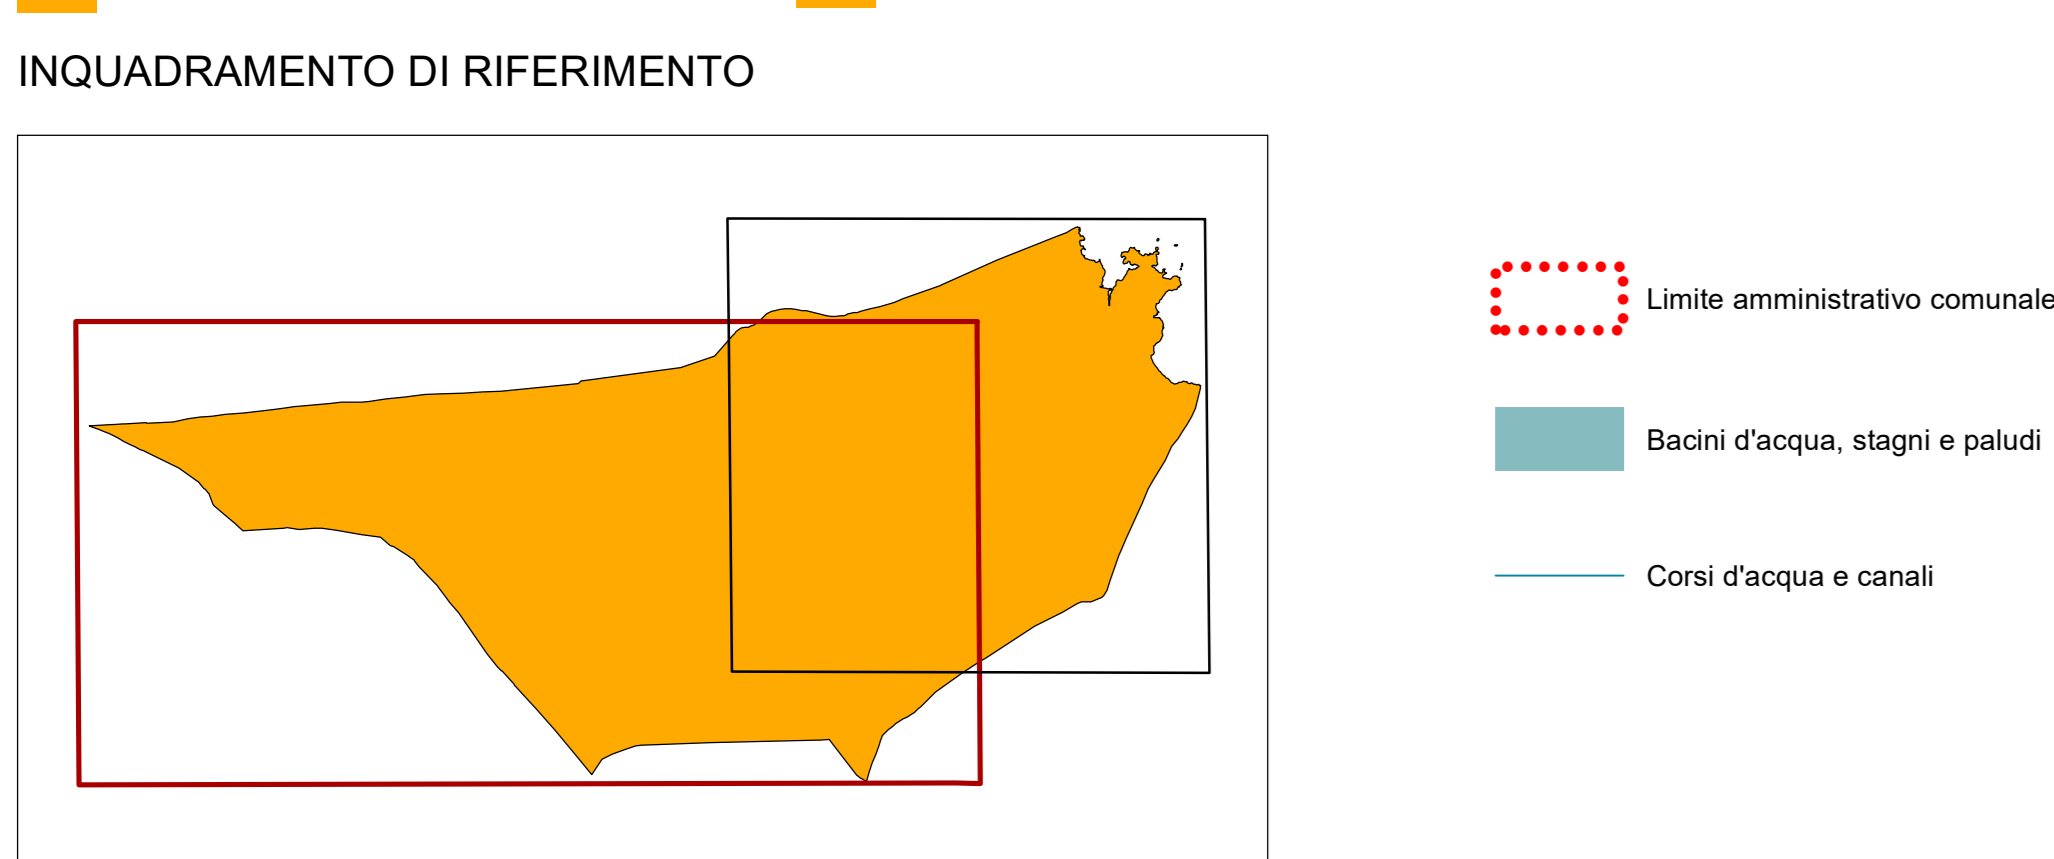 INQUADRAMENTO DI RIFERIMENTO
Limite amministrativo comunale
Bacini d'acqua, stagni e paludi
Corsi d'acqua e canali